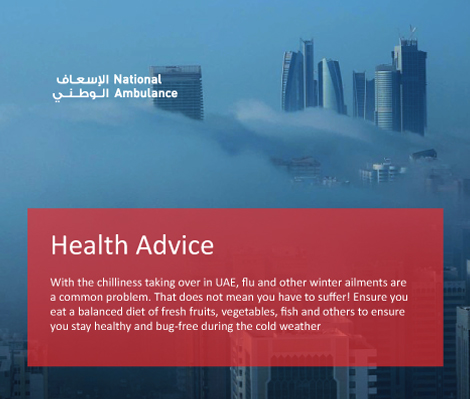 الإسعاف National
الوطني Ambulance
Health Advice
With the chilliness taking over in UAE, flu and other winter ailments are
a common problem. That does not mean you have to suffer! Ensure you
eat a balanced diet of fresh fruits, vegetables, fish and others to ensure
you stay healthy and bug-free during the cold weather